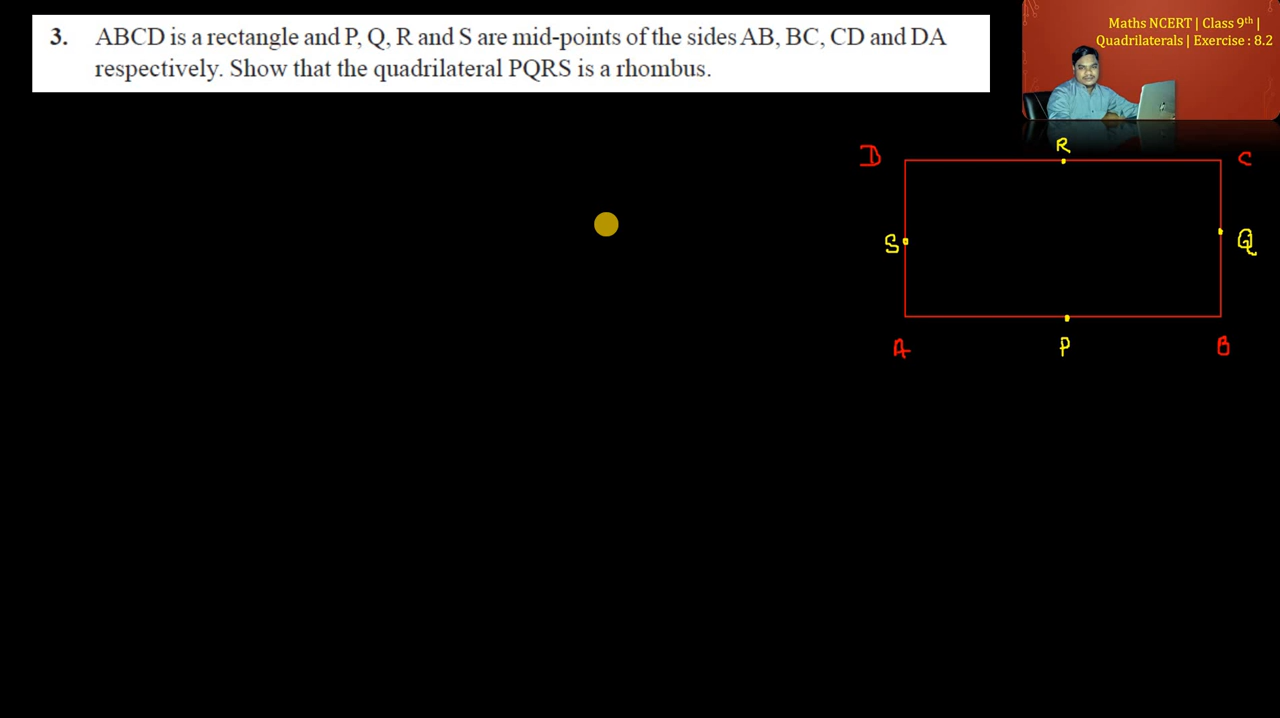 3. ABCD is a rectangle and P, Q, R and S are mid-points of the sides AB, BC, CD and DA
respectively. Show that the quadrilateral PQRS is a rhombus.
Maths NCERT | Class 9th |
Quadrilaterals | Exercise : 8.2
D R C
S Q
A P B